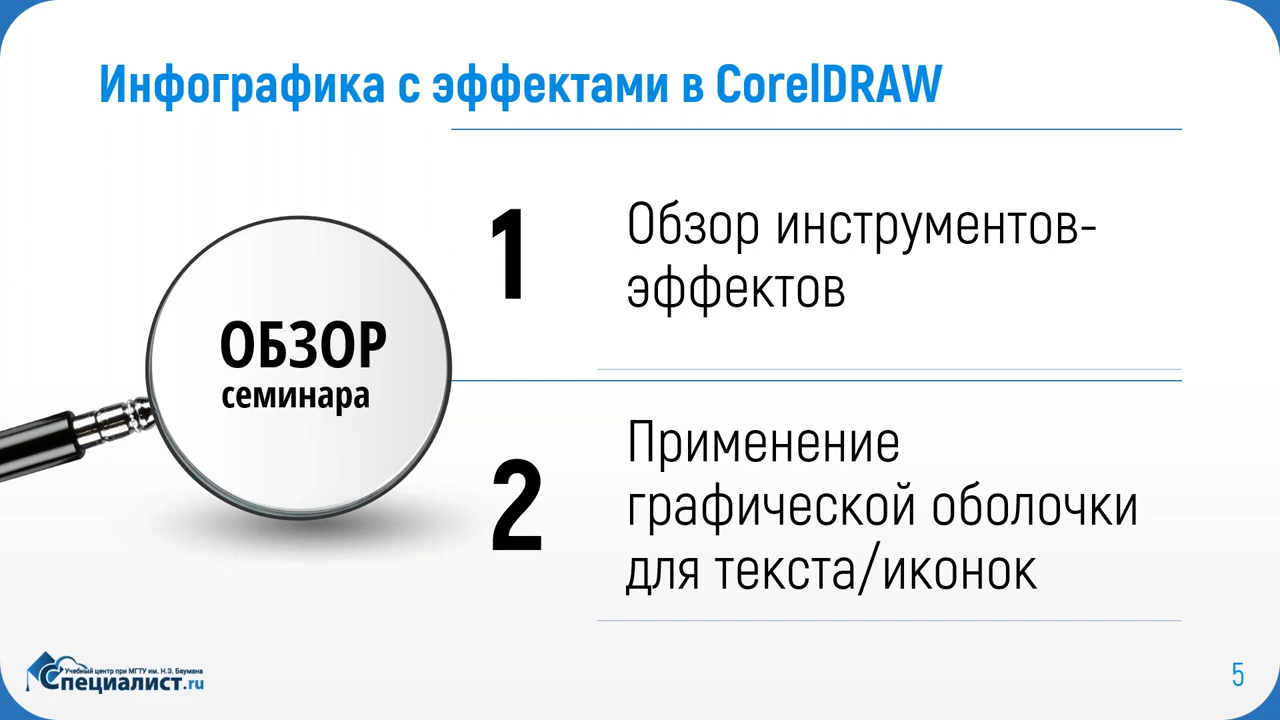 Инфографика с эффектами в CorelDRAW
ОБЗОР
семинара
1
Обзор инструментов-
эффектов
2
Применение
графической оболочки
для текста/иконок
Учебный центр при МГТУ им. Н.Э. Баумана
Специалист.ru
5